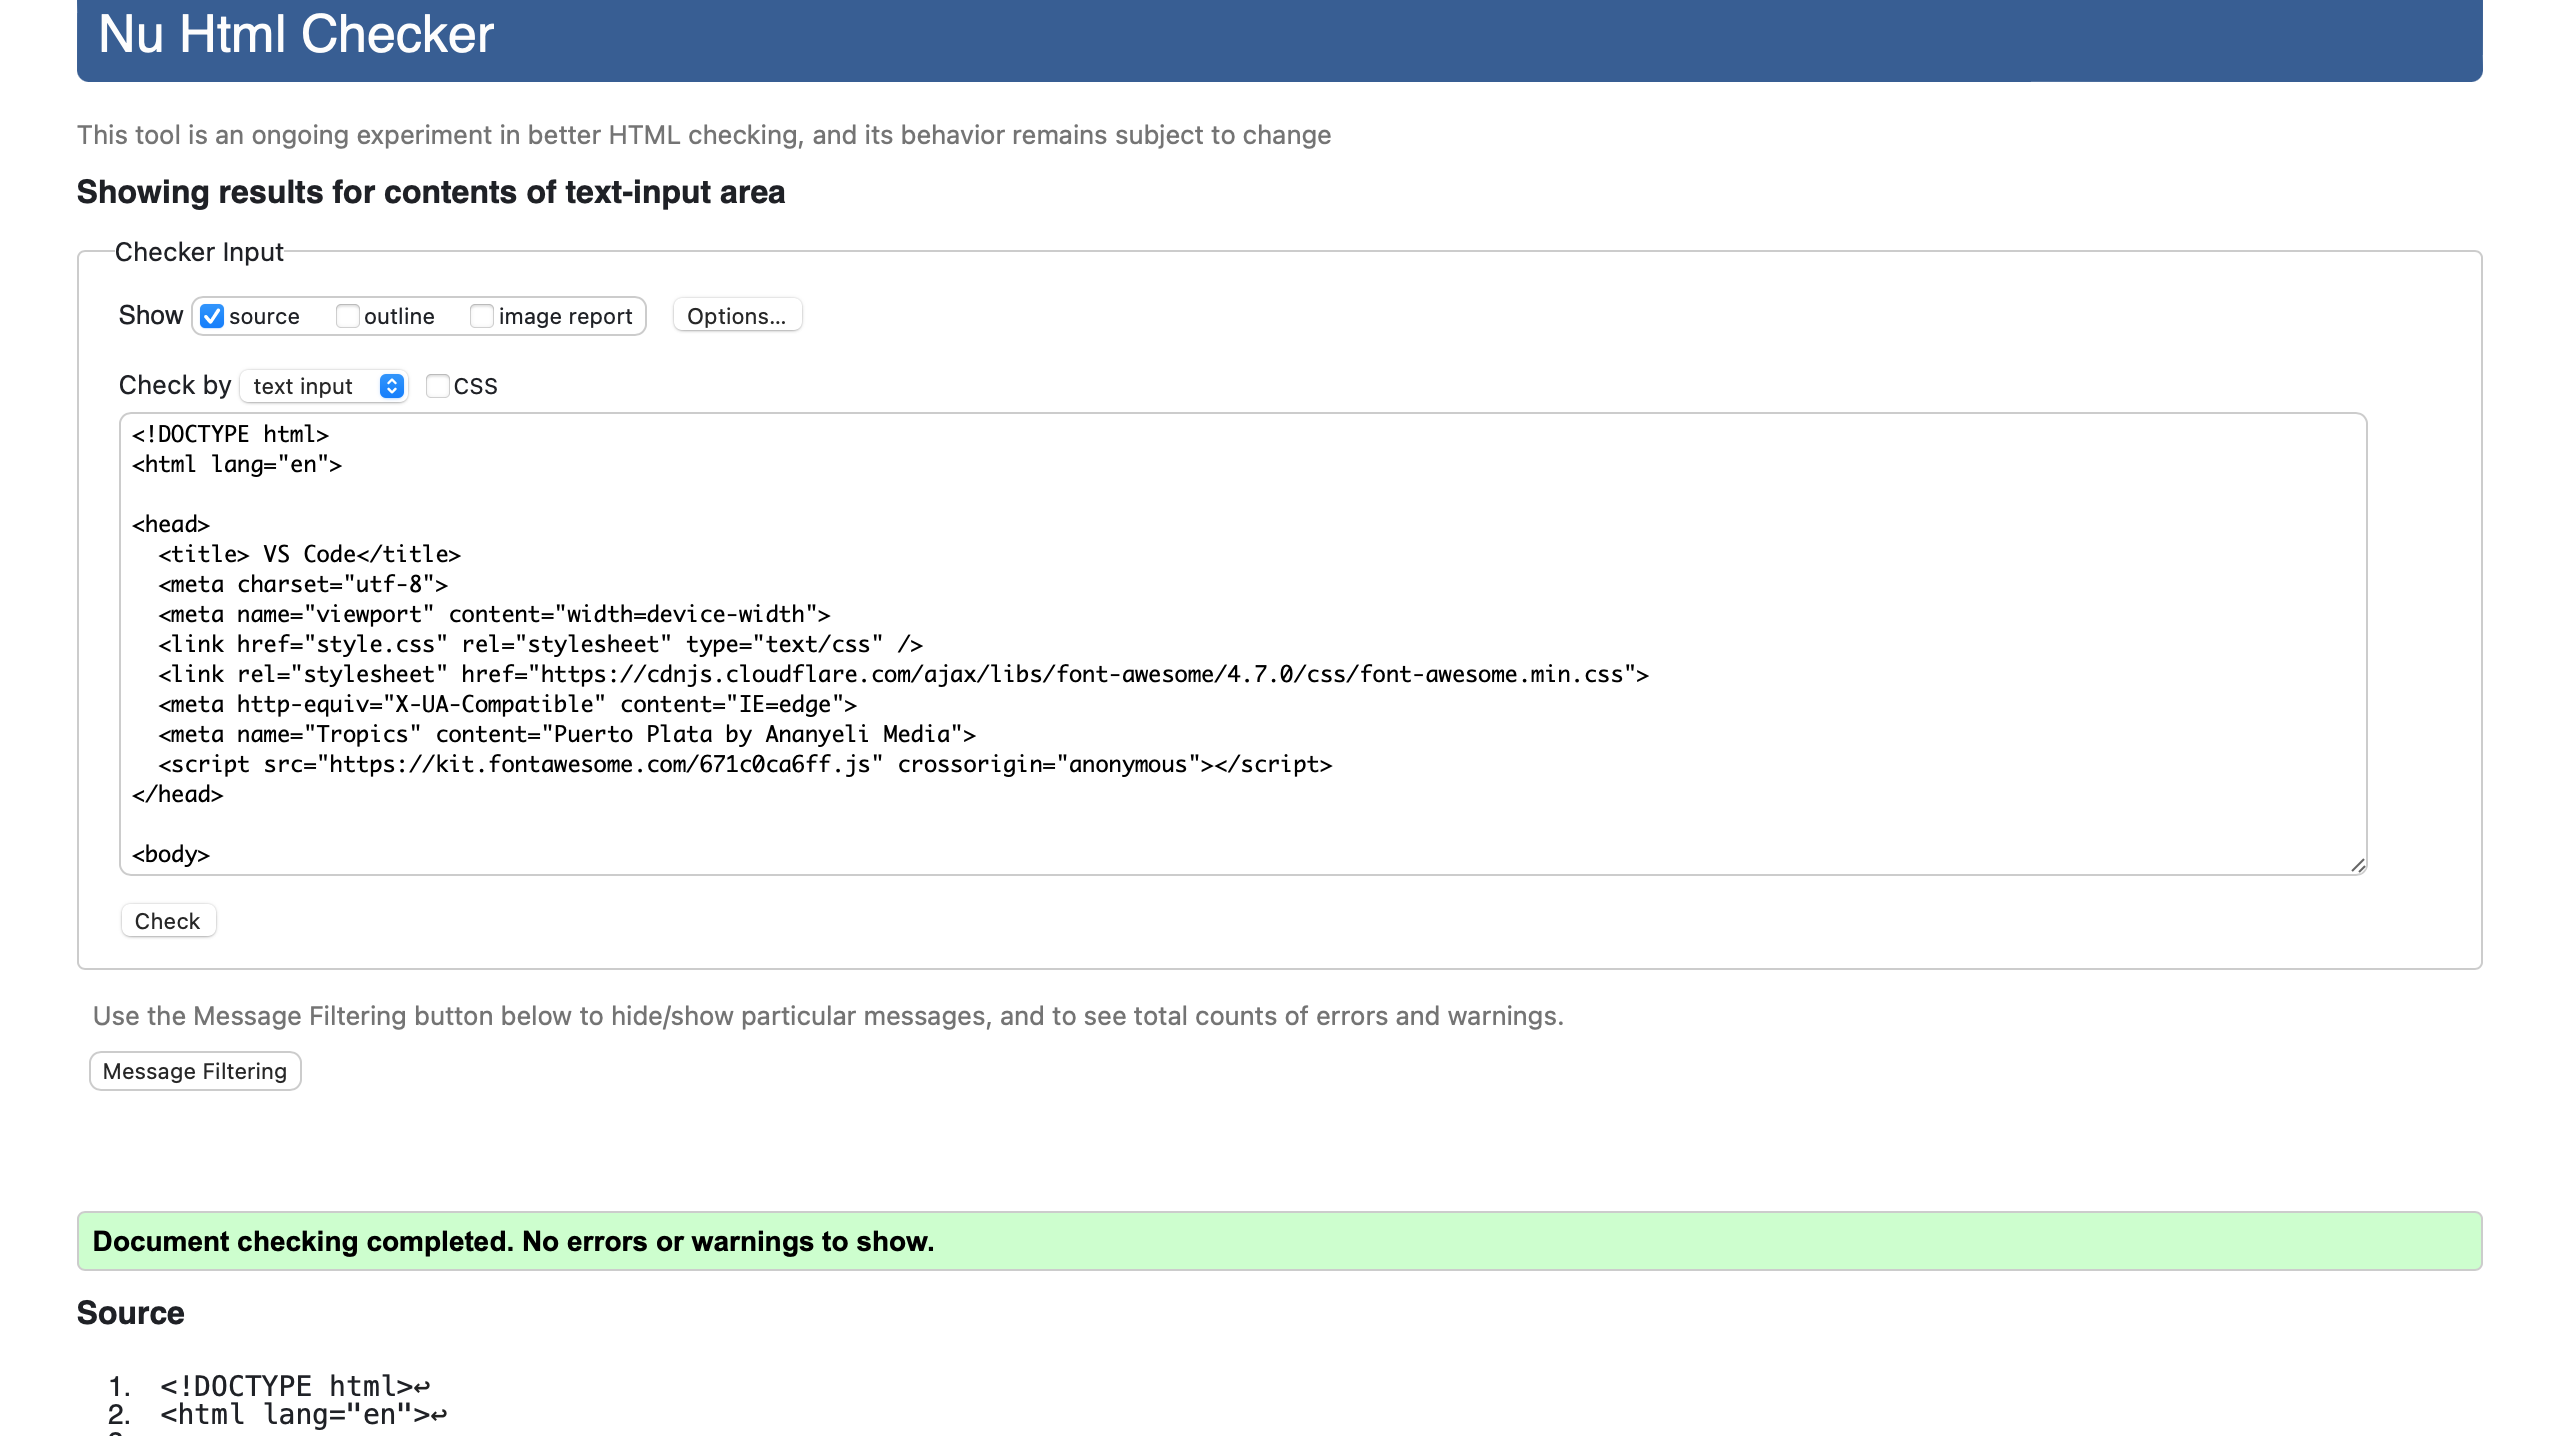 Nu Html Checker
This tool is an ongoing experiment in better HTML checking, and its behavior remains subject to change
Showing results for contents of text-input area
Checker Input
Show source outline image report Options...
Check by text input CSS
<!DOCTYPE html>
<html lang="en">
<head>
<title> VS Code</title>
<meta charset="utf-8">
<meta name="viewport" content="width=device-width">
<link href="style.css" rel="stylesheet" type="text/css" />
<link rel="stylesheet" href="https://cdnjs.cloudflare.com/ajax/libs/font-awesome/4.7.0/css/font-awesome.min.css">
<meta http-equiv="X-UA-Compatible" content="IE=edge">
<meta name="Tropics" content="Puerto Plata by Ananyeli Media">
<script src="https://kit.fontawesome.com/671c0ca6ff.js" crossorigin="anonymous"></script>
</head>
<body>
Check
Use the Message Filtering button below to hide/show particular messages, and to see total counts of errors and warnings.
Message Filtering
Document checking completed. No errors or warnings to show.
Source
1. <!DOCTYPE html>↩
2. <html lang="en">↩